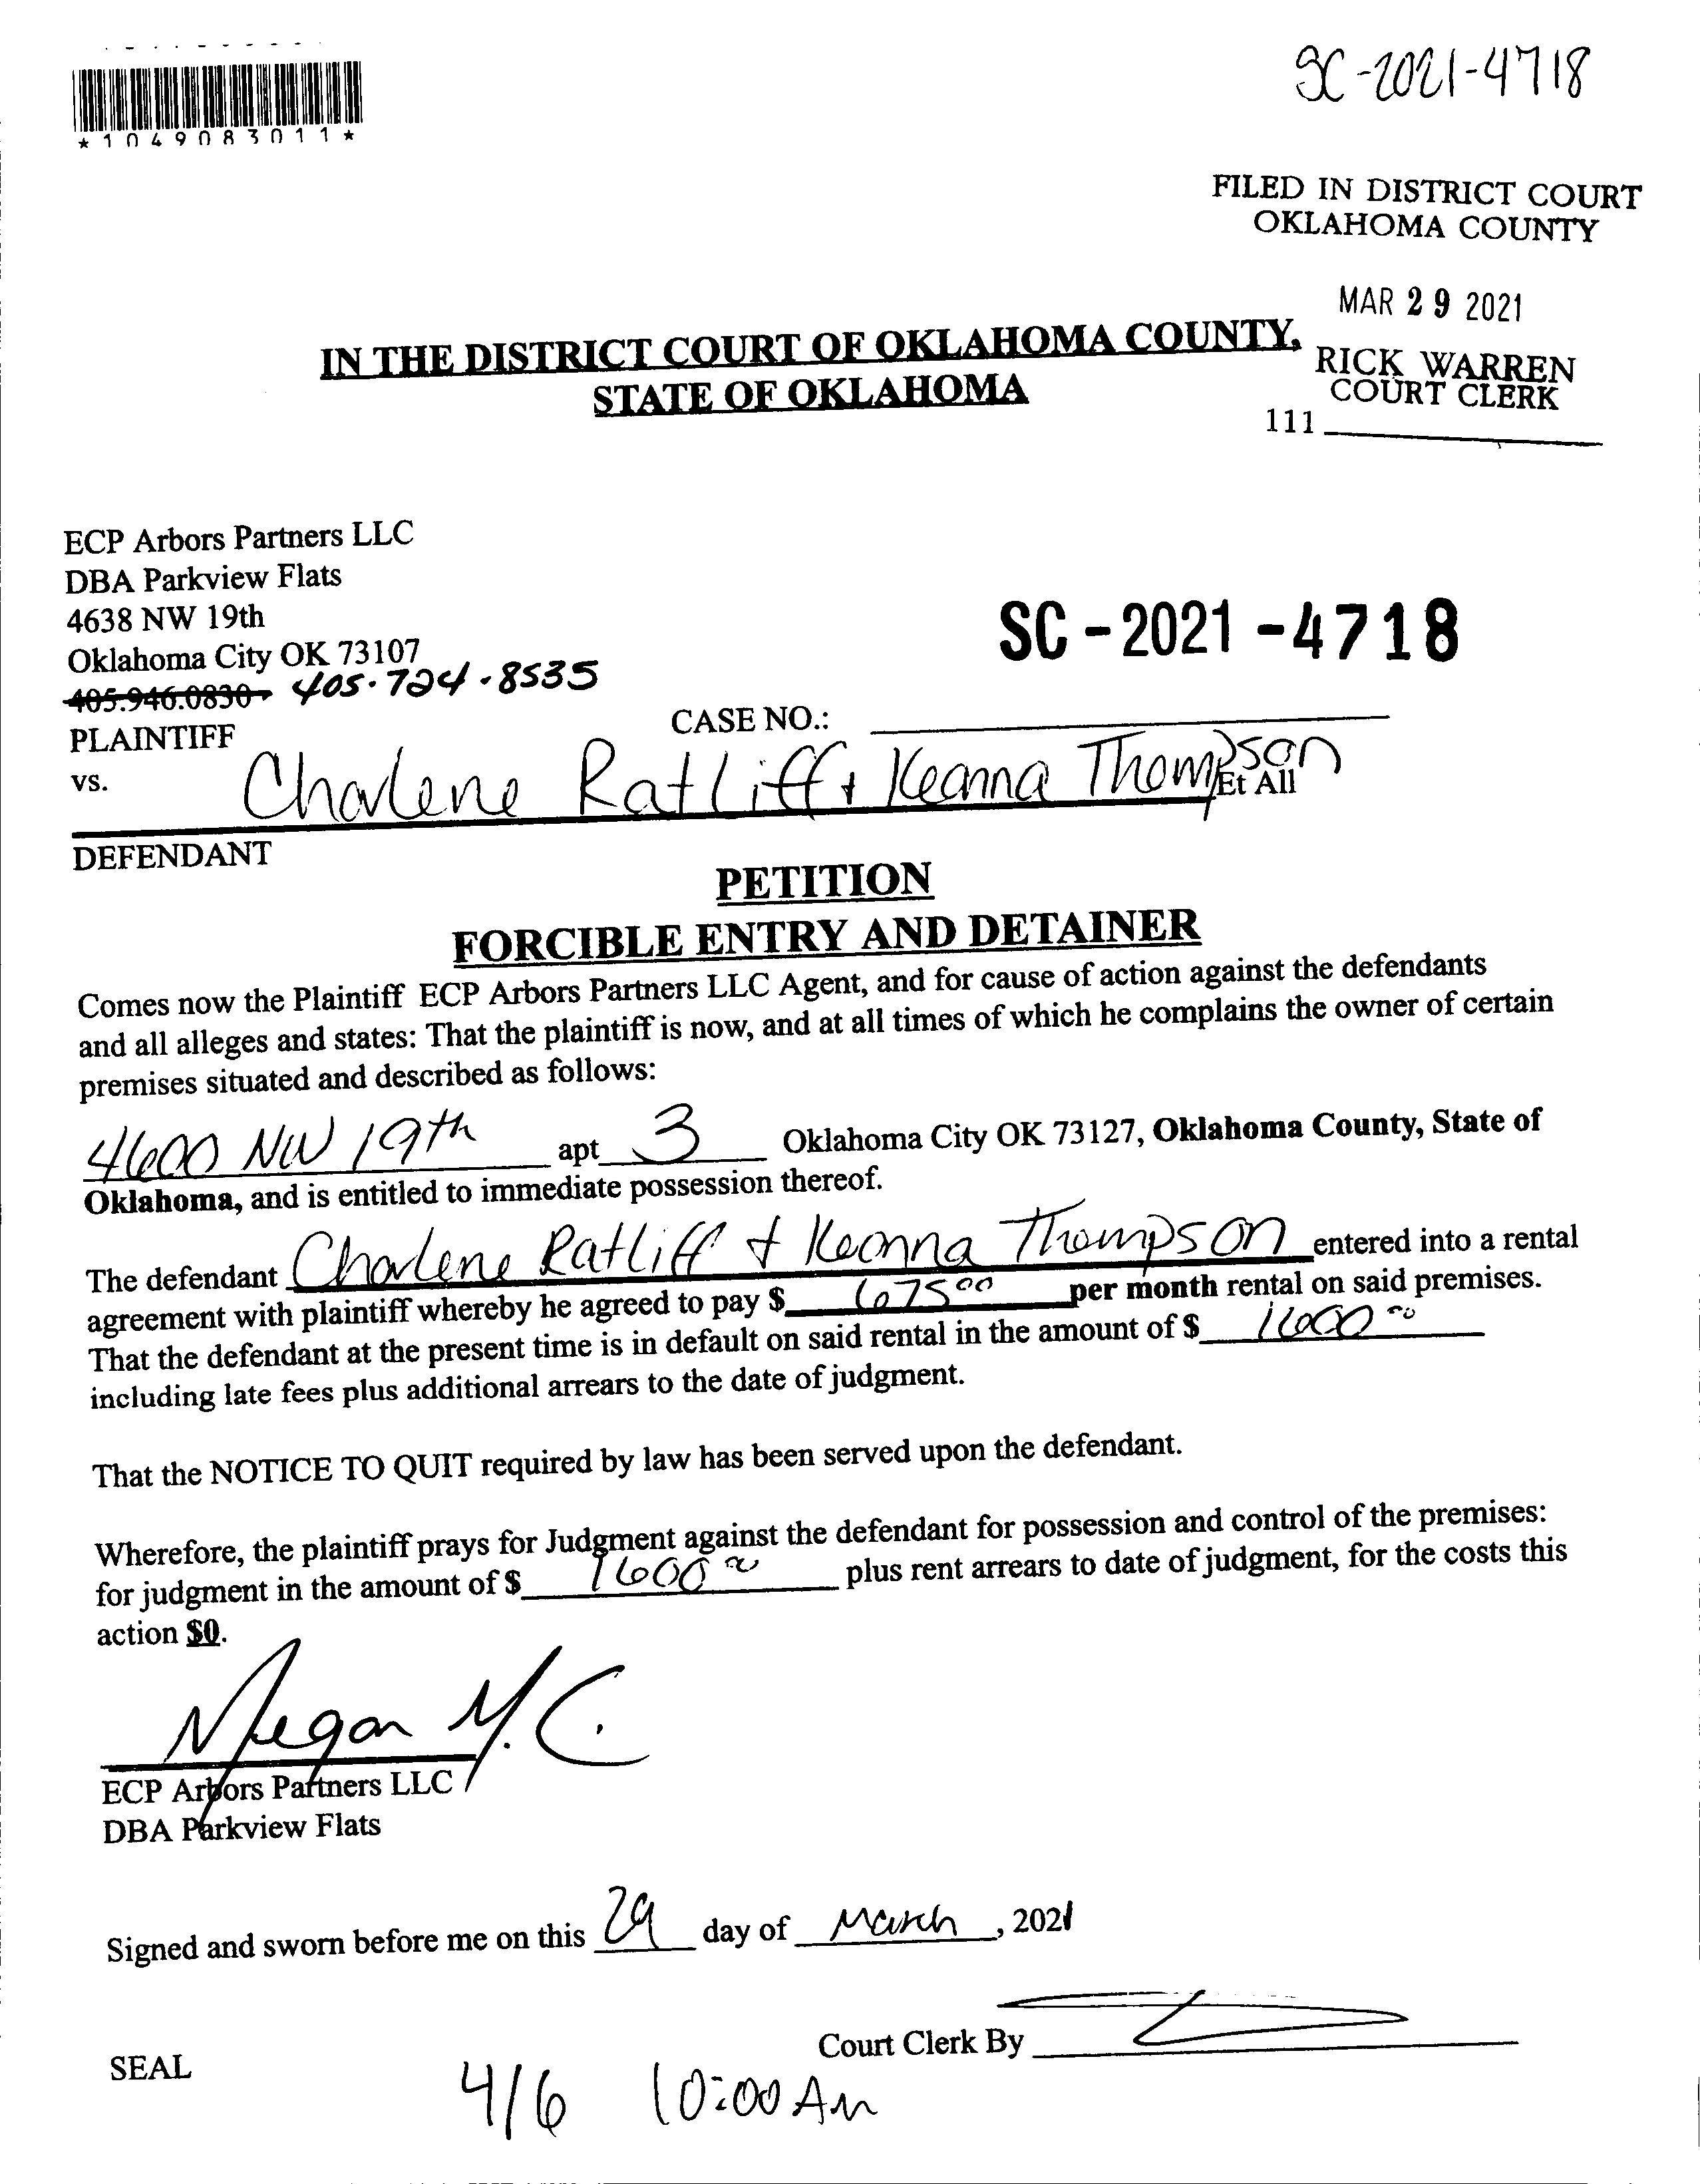 SC-2021-4718
*1049083011*
FILED IN DISTRICT COURT
OKLAHOMA COUNTY
MAR 29 2021
IN THE DISTRICT COURT OF OKLAHOMA COUNTY,
STATE OF OKLAHOMA
RICK WARREN
COURT CLERK
111
ECP Arbors Partners LLC
DBA Parkview Flats
4638 NW 19th
Oklahoma City OK 73107
405.946.0830 405.724.8535
SC-2021-4718
PLAINTIFF
CASE NO.:
vs. Charlene Ratliff + Keanna Thompson Et All
DEFENDANT
PETITION
FORCIBLE ENTRY AND DETAINER
Comes now the Plaintiff ECP Arbors Partners LLC Agent, and for cause of action against the defendants
and all alleges and states: That the plaintiff is now, and at all times of which he complains the owner of certain
premises situated and described as follows:
4600 NW 19th apt 3 Oklahoma City OK 73127, Oklahoma County, State of
Oklahoma, and is entitled to immediate possession thereof.
The defendant Charlene Ratliff + Keanna Thompson entered into a rental
agreement with plaintiff whereby he agreed to pay $ 675 00 per month rental on said premises.
That the defendant at the present time is in default on said rental in the amount of $ 1600 00
including late fees plus additional arrears to the date of judgment.
That the NOTICE TO QUIT required by law has been served upon the defendant.
Wherefore, the plaintiff prays for Judgment against the defendant for possession and control of the premises:
for judgment in the amount of $ 1600 00 plus rent arrears to date of judgment, for the costs this
action $0.
Megan M. C.
ECP Arbors Partners LLC
DBA Parkview Flats
Signed and sworn before me on this 29 day of March, 2021
Court Clerk By
SEAL
4/6 10:00 AM